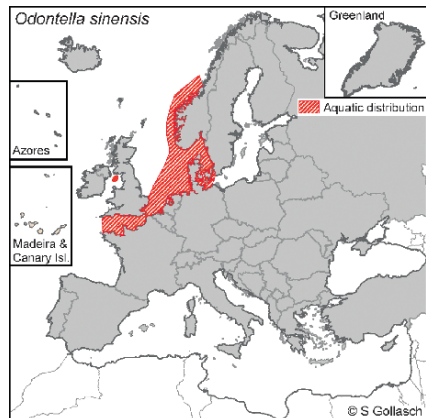 Odontella sinensis
Greenland
Aquatic distribution
Azores
Madeira &
Canary Isl.
© S Gollasch